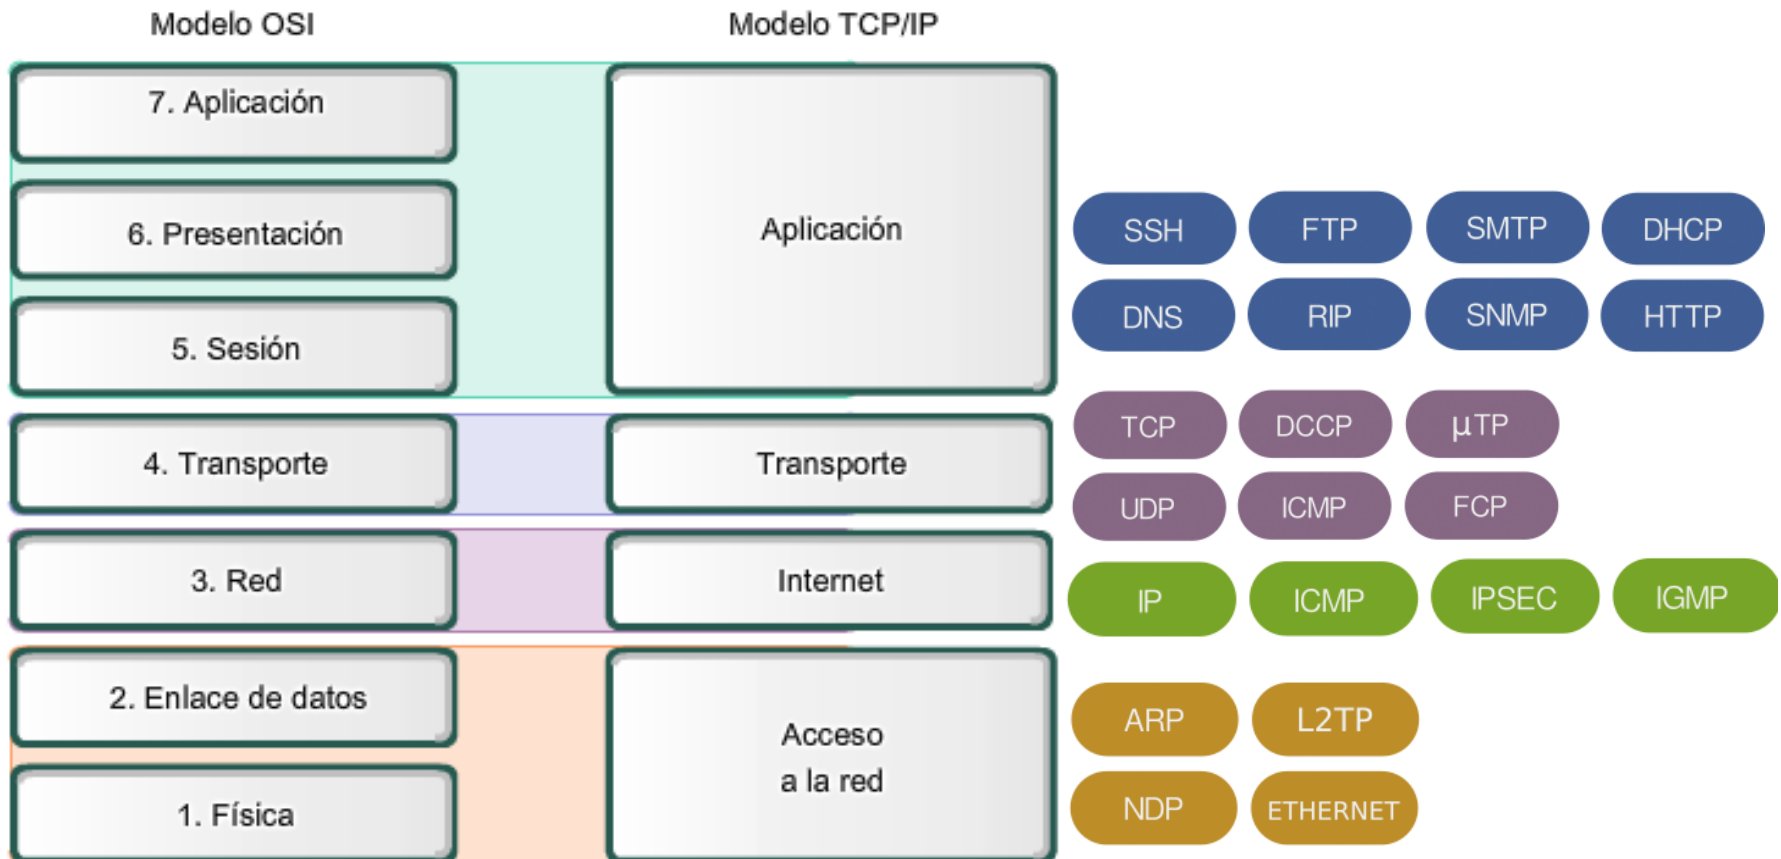 Modelo OSI
Modelo TCP/IP
7. Aplicación
6. Presentación
5. Sesión
Aplicación
SSH FTP SMTP DHCP
DNS RIP SNMP HTTP
4. Transporte
Transporte
TCP DCCP µTP
UDP ICMP FCP
3. Red
Internet
IP ICMP IPSEC IGMP
2. Enlace de datos
1. Física
Acceso
a la red
ARP L2TP
NDP ETHERNET